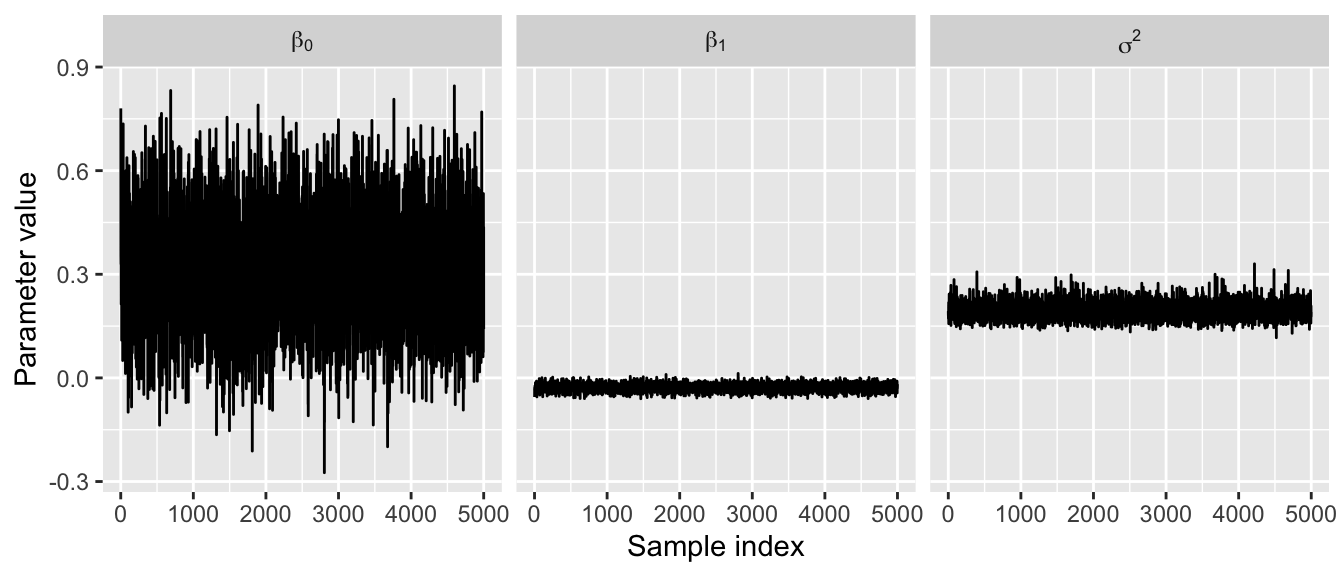 β₀ β₁ σ²
0.9
0.6
0.3
0.0
-0.3
Parameter value
0 1000 2000 3000 4000 5000 0 1000 2000 3000 4000 5000 0 1000 2000 3000 4000 5000
Sample index